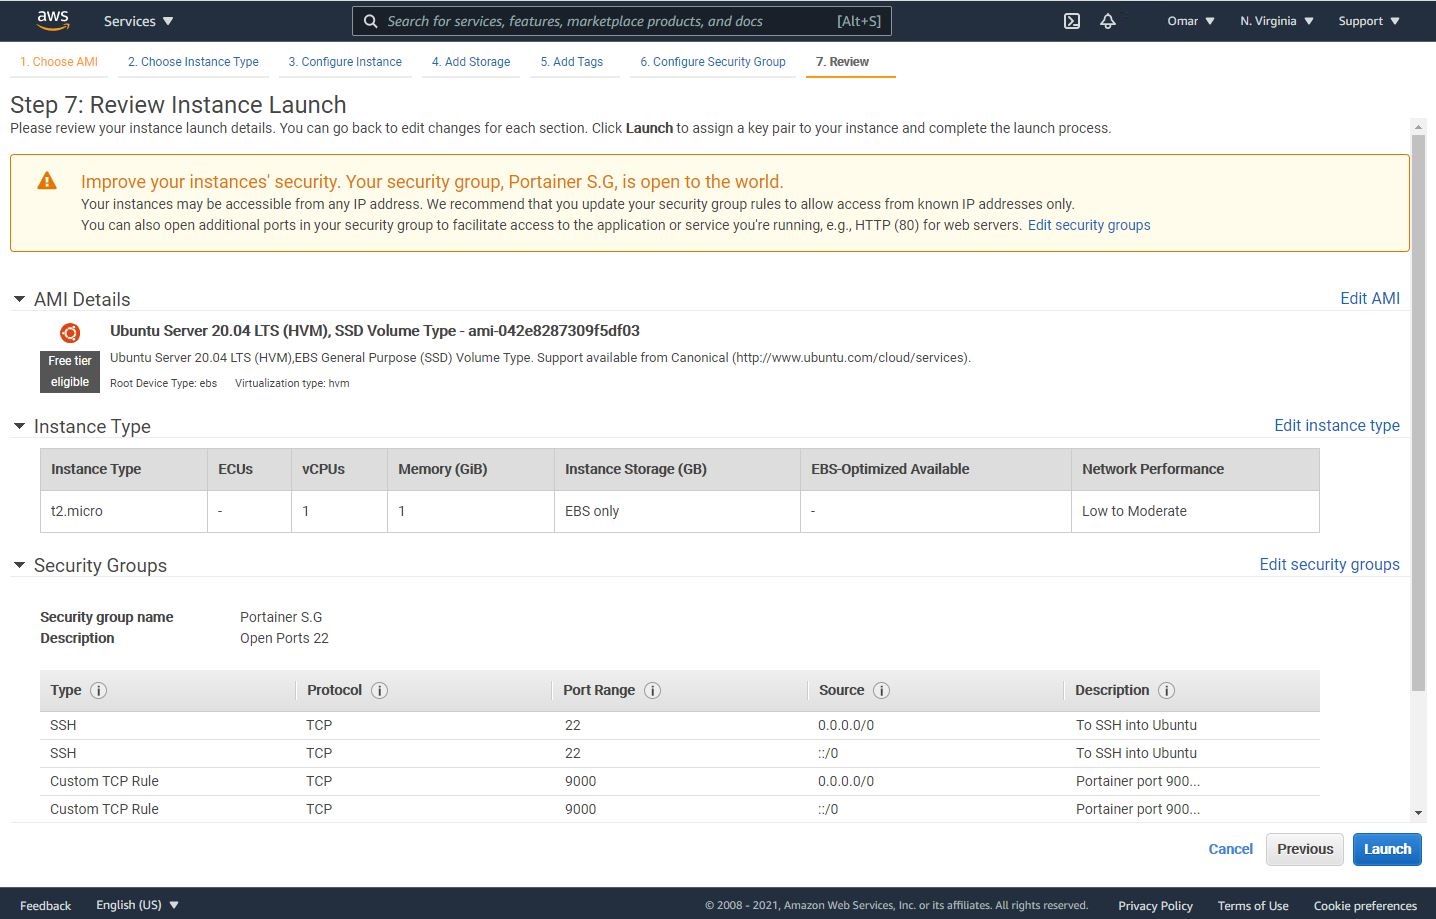 aws Services Search for services, features, marketplace products, and docs [Alt+S] Omar N. Virginia Support
1. Choose AMI 2. Choose Instance Type 3. Configure Instance 4. Add Storage 5. Add Tags 6. Configure Security Group 7. Review
Step 7: Review Instance Launch
Please review your instance launch details. You can go back to edit changes for each section. Click Launch to assign a key pair to your instance and complete the launch process.
Improve your instances' security. Your security group, Portainer S.G, is open to the world.
Your instances may be accessible from any IP address. We recommend that you update your security group rules to allow access from known IP addresses only.
You can also open additional ports in your security group to facilitate access to the application or service you're running, e.g., HTTP (80) for web servers. Edit security groups
AMI Details Edit AMI
Ubuntu Server 20.04 LTS (HVM), SSD Volume Type - ami-042e8287309f5df03
Free tier
eligible
Ubuntu Server 20.04 LTS (HVM),EBS General Purpose (SSD) Volume Type. Support available from Canonical (http://www.ubuntu.com/cloud/services).
Root Device Type: ebs Virtualization type: hvm
Instance Type Edit instance type
Instance Type ECUs vCPUs Memory (GiB) Instance Storage (GB) EBS-Optimized Available Network Performance
t2.micro - 1 1 EBS only - Low to Moderate
Security Groups Edit security groups
Security group name Portainer S.G
Description Open Ports 22
Type Protocol Port Range Source Description
SSH TCP 22 0.0.0.0/0 To SSH into Ubuntu
SSH TCP 22 ::/0 To SSH into Ubuntu
Custom TCP Rule TCP 9000 0.0.0.0/0 Portainer port 900...
Custom TCP Rule TCP 9000 ::/0 Portainer port 900...
Cancel Previous Launch
Feedback English (US) © 2008 - 2021, Amazon Web Services, Inc. or its affiliates. All rights reserved. Privacy Policy Terms of Use Cookie preferences